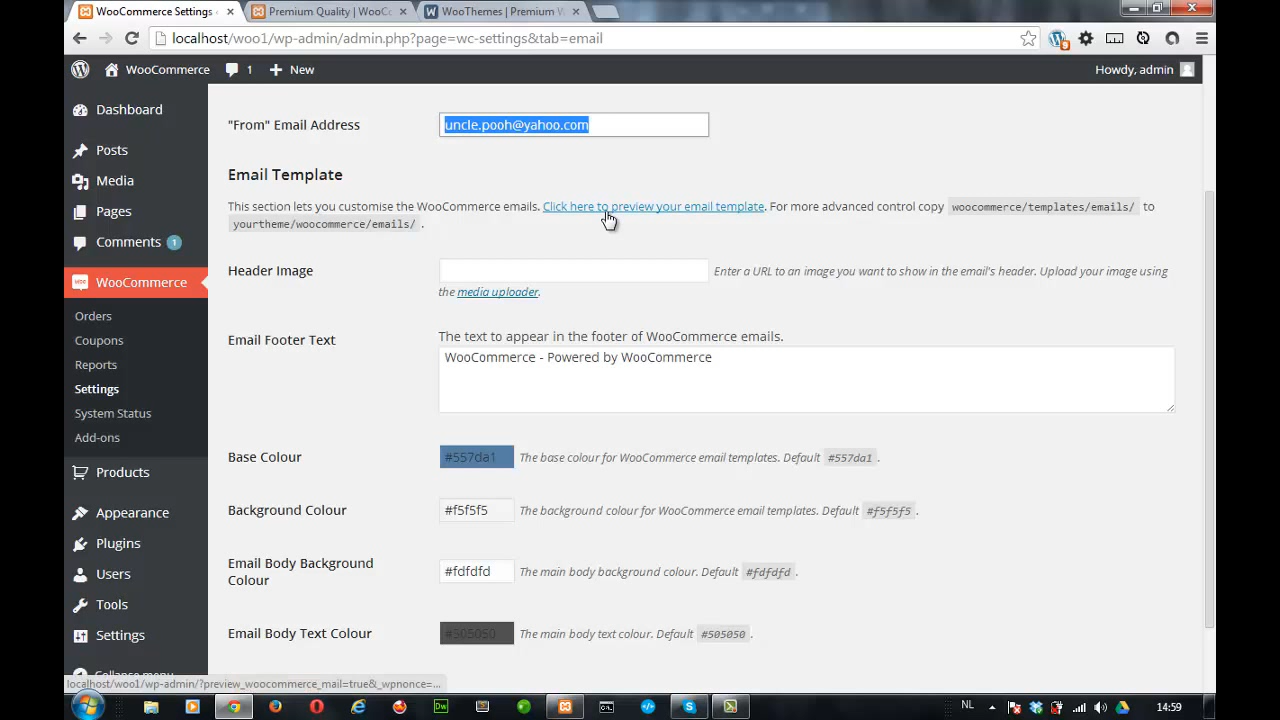 WooCommerce Settings
Premium Quality | WooC
WooThemes | Premium W
localhost/woo1/wp-admin/admin.php?page=wc-settings&tab=email
9
WooCommerce
1
New
Howdy, admin
Dashboard
Posts
Media
Pages
Comments 1
WooCommerce
Orders
Coupons
Reports
Settings
System Status
Add-ons
Products
Appearance
Plugins
Users
Tools
Settings
Collapse menu
"From" Email Address
uncle.pooh@yahoo.com
Email Template
This section lets you customise the WooCommerce emails. Click here to preview your email template. For more advanced control copy woocommerce/templates/emails/ to
yourtheme/woocommerce/emails/ .
Header Image
Enter a URL to an image you want to show in the email's header. Upload your image using
the media uploader.
Email Footer Text
The text to appear in the footer of WooCommerce emails.
WooCommerce - Powered by WooCommerce
Base Colour
#557da1
The base colour for WooCommerce email templates. Default #557da1 .
Background Colour
#f5f5f5
The background colour for WooCommerce email templates. Default #f5f5f5 .
Email Body Background
Colour
#fdfdfd
The main body background colour. Default #fdfdfd .
Email Body Text Colour
#505050
The main body text colour. Default #505050 .
localhost/woo1/wp-admin/?preview_woocommerce_mail=true&_wpnonce=...
Dw
NL
14:59